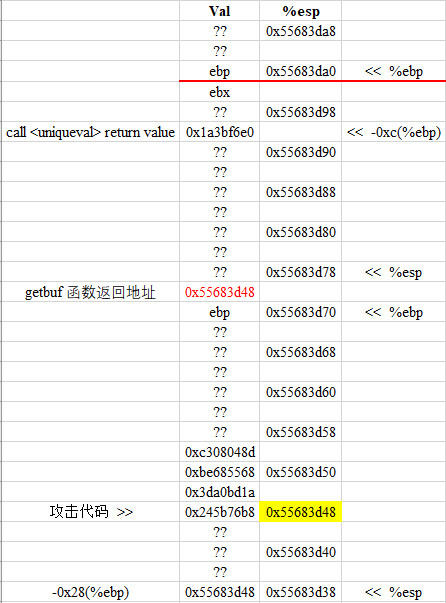 Val %esp
?? 0x55683da8
??
ebp 0x55683da0 << %ebp
ebx
?? 0x55683d98
call <uniqueval> return value 0x1a3bf6e0 << -0xc(%ebp)
?? 0x55683d90
??
?? 0x55683d88
??
?? 0x55683d80
??
?? 0x55683d78 << %esp
getbuf 函数返回地址 0x55683d48
ebp 0x55683d70 << %ebp
??
?? 0x55683d68
??
?? 0x55683d60
??
?? 0x55683d58
0xc308048d
0xbe685568 0x55683d50
0x3da0bd1a
攻击代码 >> 0x245b76b8 0x55683d48
??
?? 0x55683d40
??
-0x28(%ebp) 0x55683d48 0x55683d38 << %esp